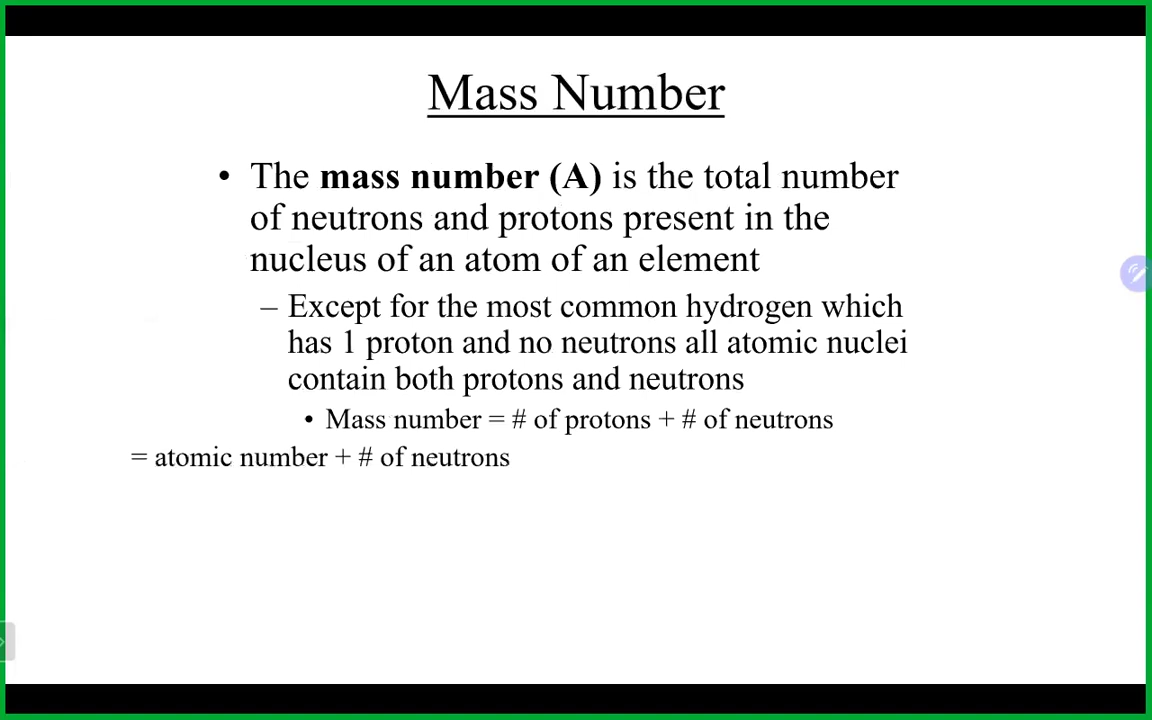 Mass Number
• The mass number (A) is the total number
of neutrons and protons present in the
nucleus of an atom of an element
– Except for the most common hydrogen which
has 1 proton and no neutrons all atomic nuclei
contain both protons and neutrons
• Mass number = # of protons + # of neutrons
= atomic number + # of neutrons